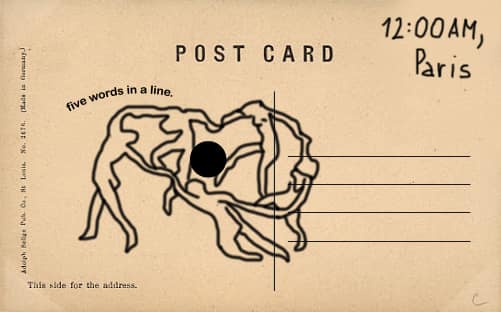 12:00AM,
Paris
POST CARD
five words in a line.
Adolph Selige Pub. Co., St Louis, No. 2476. (Made in Germany.)
This side for the address.
C